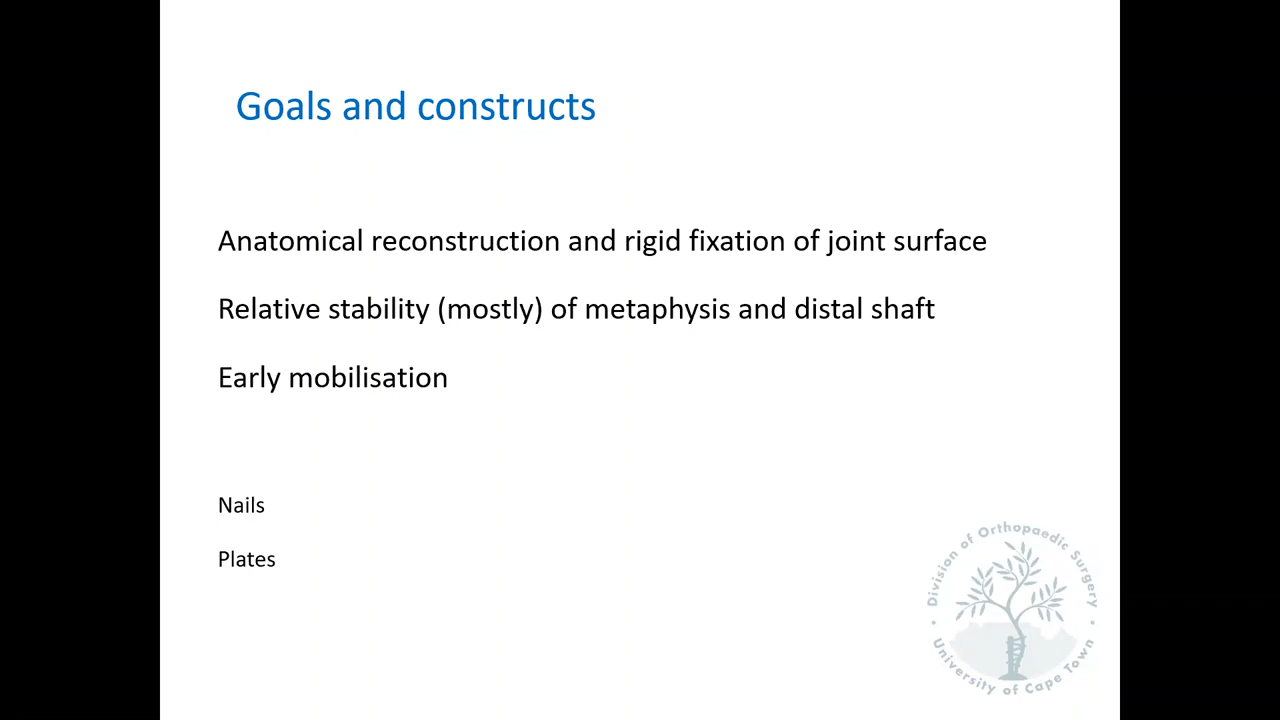 Goals and constructs
Anatomical reconstruction and rigid fixation of joint surface
Relative stability (mostly) of metaphysis and distal shaft
Early mobilisation
Nails
Plates
Division of Orthopaedic Surgery
University of Cape Town